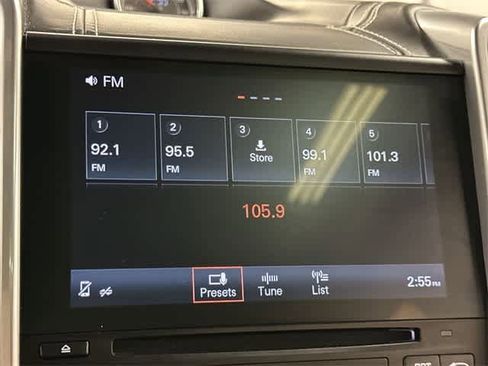 FM
1
92.1
FM
2
95.5
FM
3
Store
4
99.1
FM
5
101.3
FM
105.9
Presets
Tune
List
2:55PM